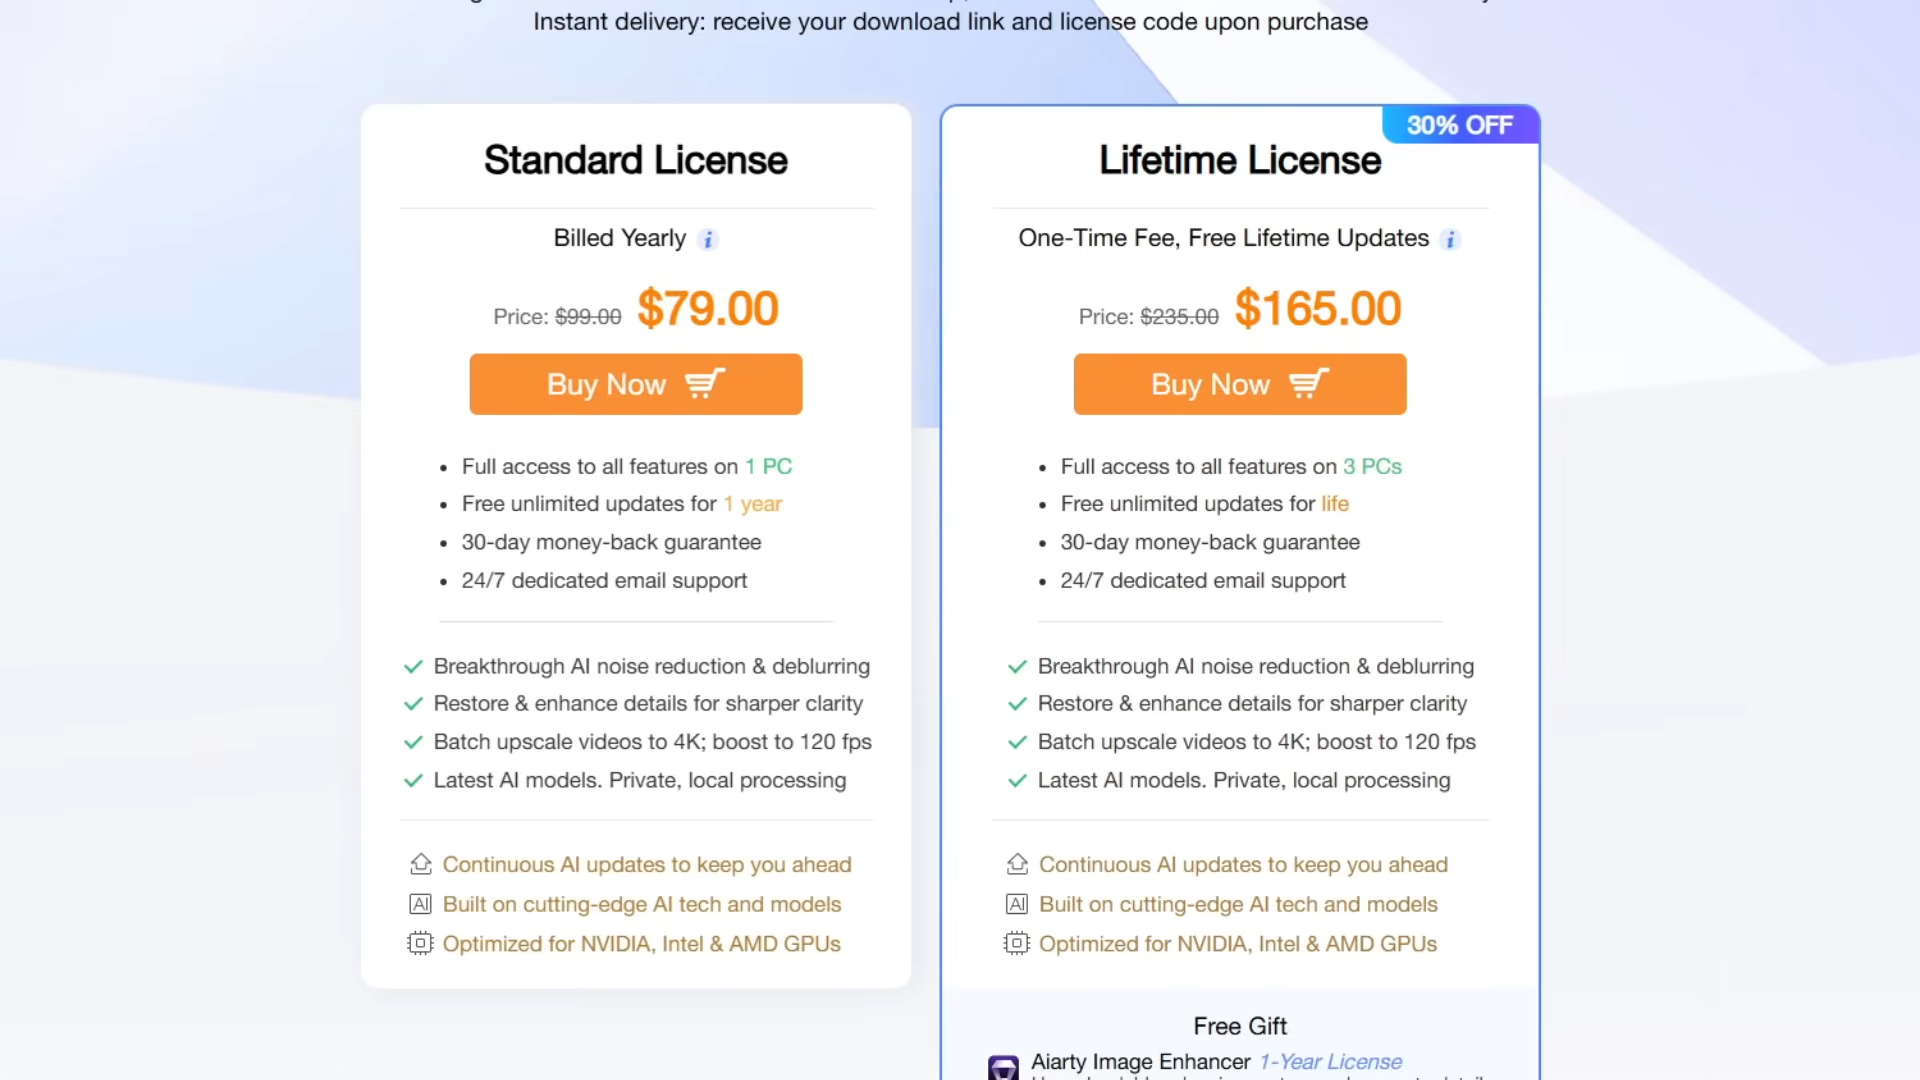 Instant delivery: receive your download link and license code upon purchase
Standard License
Billed Yearly i
Price: $99.00 $79.00
Buy Now
• Full access to all features on 1 PC
• Free unlimited updates for 1 year
• 30-day money-back guarantee
• 24/7 dedicated email support
Breakthrough AI noise reduction & deblurring
Restore & enhance details for sharper clarity
Batch upscale videos to 4K; boost to 120 fps
Latest AI models. Private, local processing
Continuous AI updates to keep you ahead
AI Built on cutting-edge AI tech and models
Optimized for NVIDIA, Intel & AMD GPUs
30% OFF
Lifetime License
One-Time Fee, Free Lifetime Updates i
Price: $235.00 $165.00
Buy Now
• Full access to all features on 3 PCs
• Free unlimited updates for life
• 30-day money-back guarantee
• 24/7 dedicated email support
Breakthrough AI noise reduction & deblurring
Restore & enhance details for sharper clarity
Batch upscale videos to 4K; boost to 120 fps
Latest AI models. Private, local processing
Continuous AI updates to keep you ahead
AI Built on cutting-edge AI tech and models
Optimized for NVIDIA, Intel & AMD GPUs
Free Gift
Aiarty Image Enhancer 1-Year License